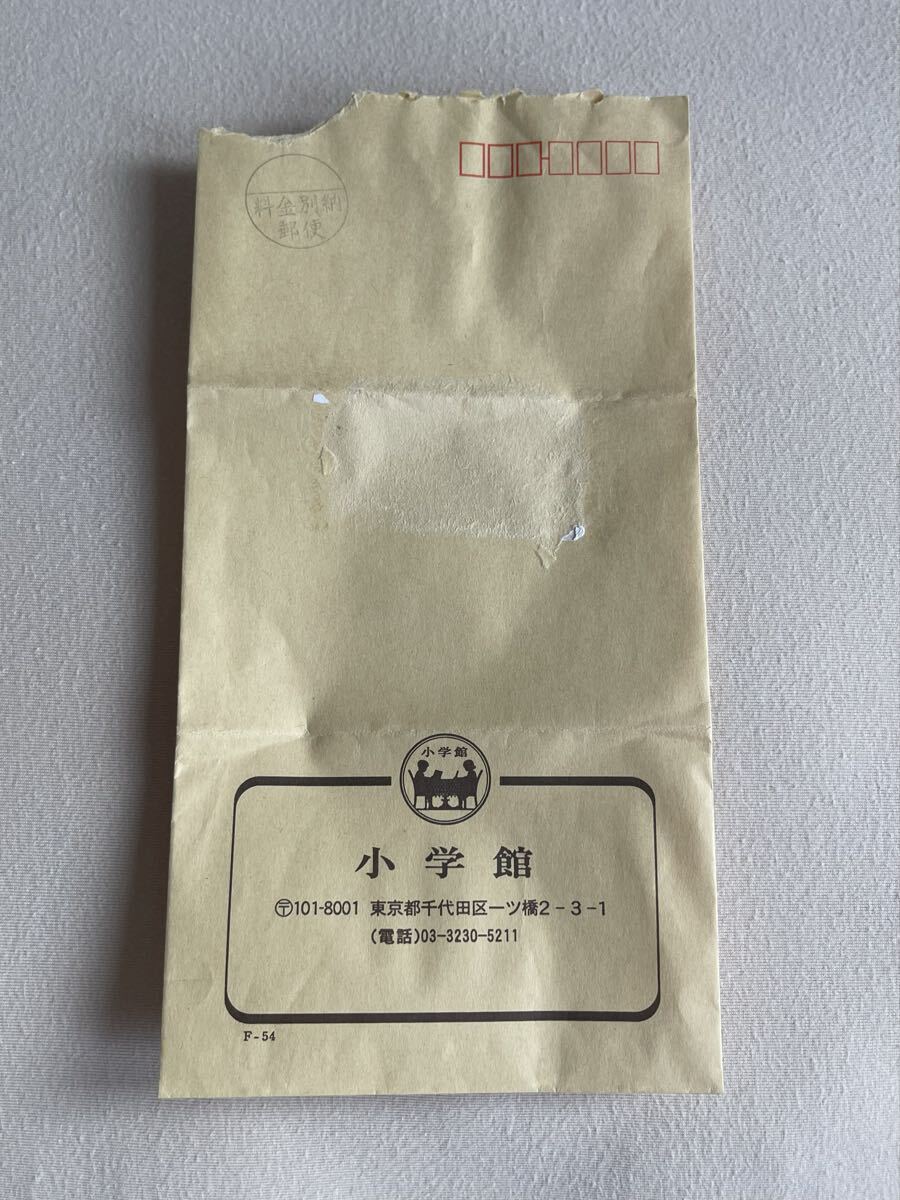 料金別納
郵便
小学館
小学館
〒101-8001 東京都千代田区一ツ橋2-3-1
(電話)03-3230-5211
F-54